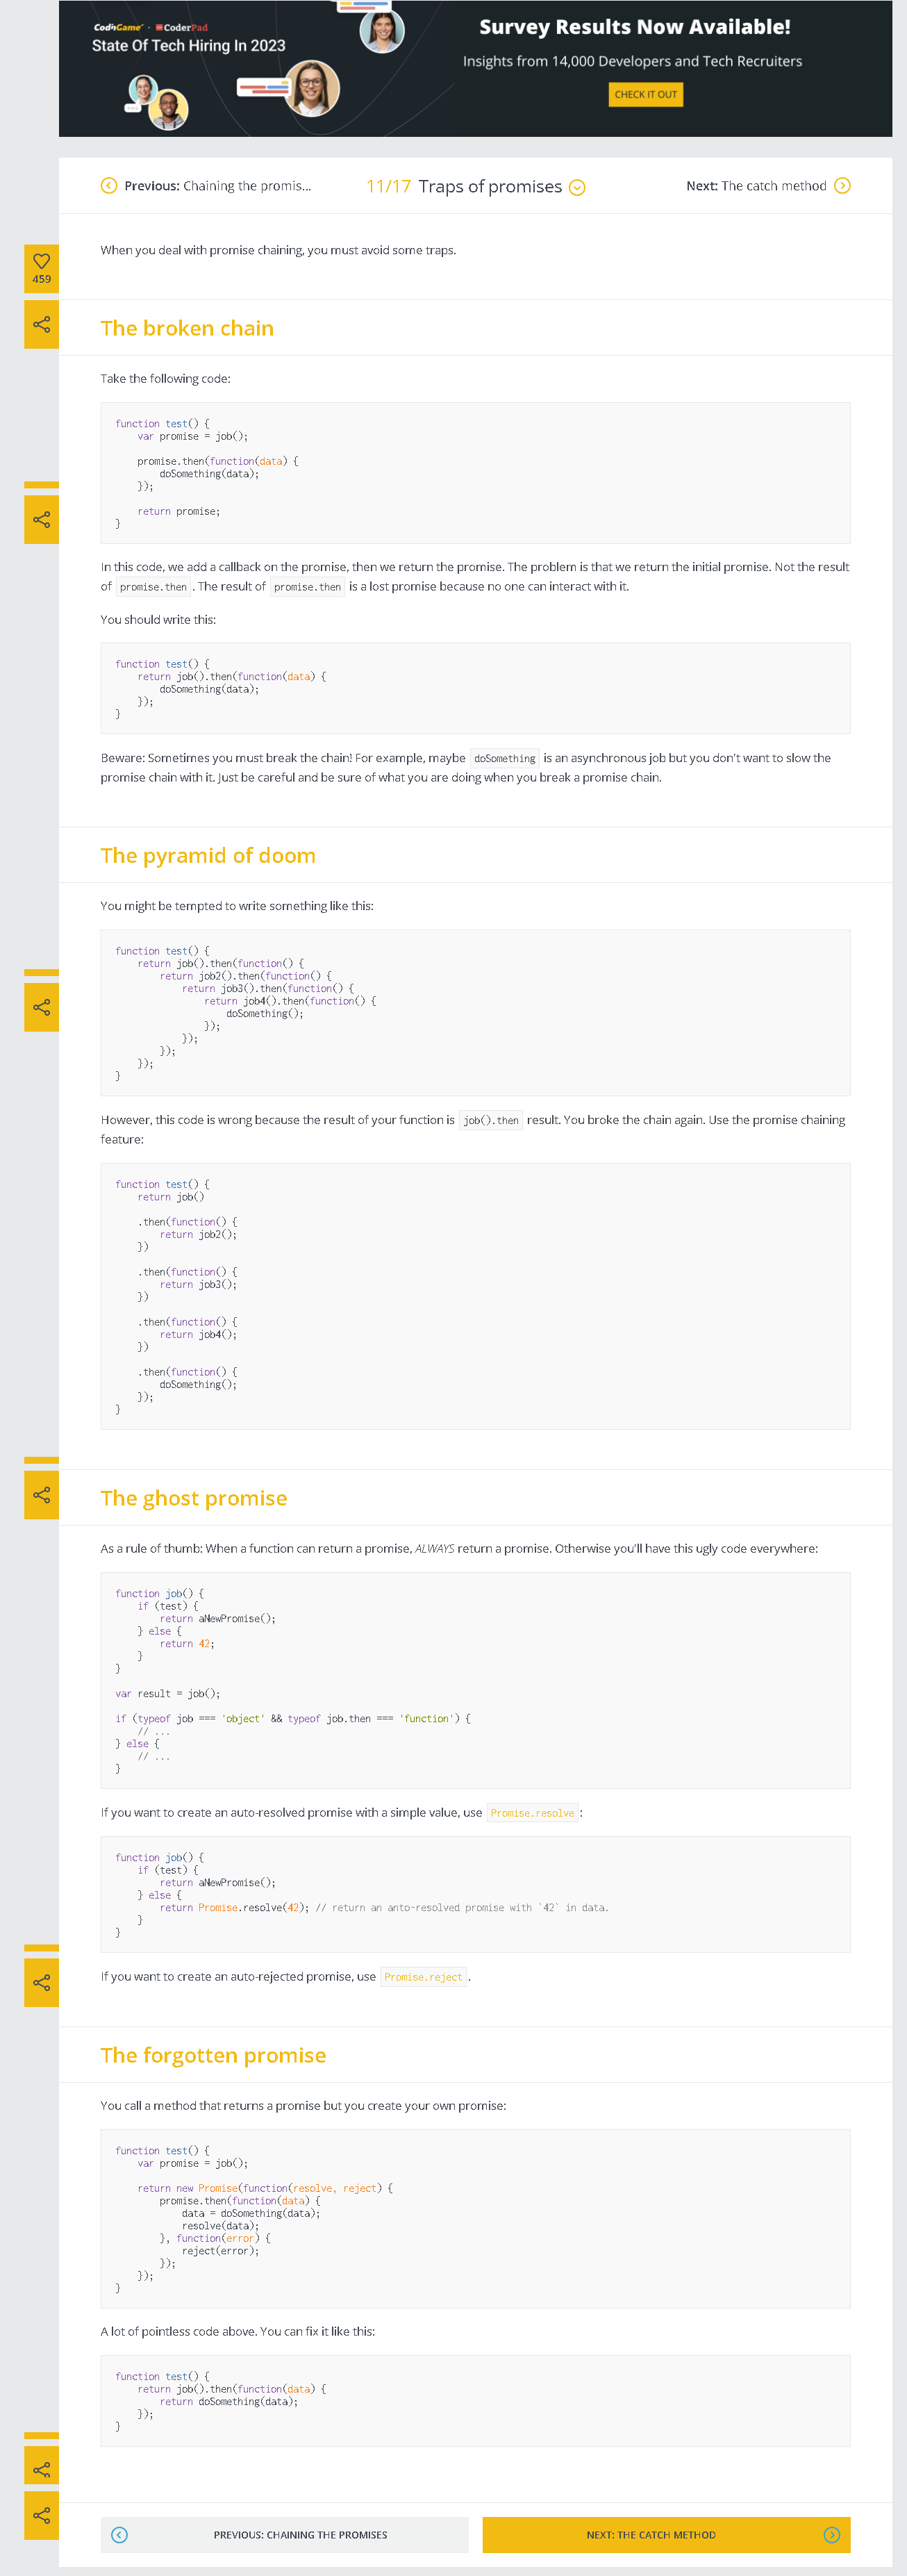 CodinGame · CoderPad
State Of Tech Hiring In 2023
Survey Results Now Available!
Insights from 14,000 Developers and Tech Recruiters
CHECK IT OUT
Previous: Chaining the promis...
11/17 Traps of promises
Next: The catch method
459
When you deal with promise chaining, you must avoid some traps.
The broken chain
Take the following code:
function test() {
    var promise = job();

    promise.then(function(data) {
        doSomething(data);
    });

    return promise;
}
In this code, we add a callback on the promise, then we return the promise. The problem is that we return the initial promise. Not the result
of promise.then . The result of promise.then is a lost promise because no one can interact with it.
You should write this:
function test() {
    return job().then(function(data) {
        doSomething(data);
    });
}
Beware: Sometimes you must break the chain! For example, maybe doSomething is an asynchronous job but you don't want to slow the
promise chain with it. Just be careful and be sure of what you are doing when you break a promise chain.
The pyramid of doom
You might be tempted to write something like this:
function test() {
    return job().then(function() {
        return job2().then(function() {
            return job3().then(function() {
                return job4().then(function() {
                    doSomething();
                });
            });
        });
    });
}
However, this code is wrong because the result of your function is job().then result. You broke the chain again. Use the promise chaining
feature:
function test() {
    return job()

    .then(function() {
        return job2();
    })

    .then(function() {
        return job3();
    })

    .then(function() {
        return job4();
    })

    .then(function() {
        doSomething();
    });
}
The ghost promise
As a rule of thumb: When a function can return a promise, ALWAYS return a promise. Otherwise you'll have this ugly code everywhere:
function job() {
    if (test) {
        return aNewPromise();
    } else {
        return 42;
    }
}

var result = job();

if (typeof job === 'object' && typeof job.then === 'function') {
    // ...
} else {
    // ...
}
If you want to create an auto-resolved promise with a simple value, use Promise.resolve :
function job() {
    if (test) {
        return aNewPromise();
    } else {
        return Promise.resolve(42); // return an anto-resolved promise with `42` in data.
    }
}
If you want to create an auto-rejected promise, use Promise.reject .
The forgotten promise
You call a method that returns a promise but you create your own promise:
function test() {
    var promise = job();

    return new Promise(function(resolve, reject) {
        promise.then(function(data) {
            data = doSomething(data);
            resolve(data);
        }, function(error) {
            reject(error);
        });
    });
}
A lot of pointless code above. You can fix it like this:
function test() {
    return job().then(function(data) {
        return doSomething(data);
    });
}
PREVIOUS: CHAINING THE PROMISES
NEXT: THE CATCH METHOD